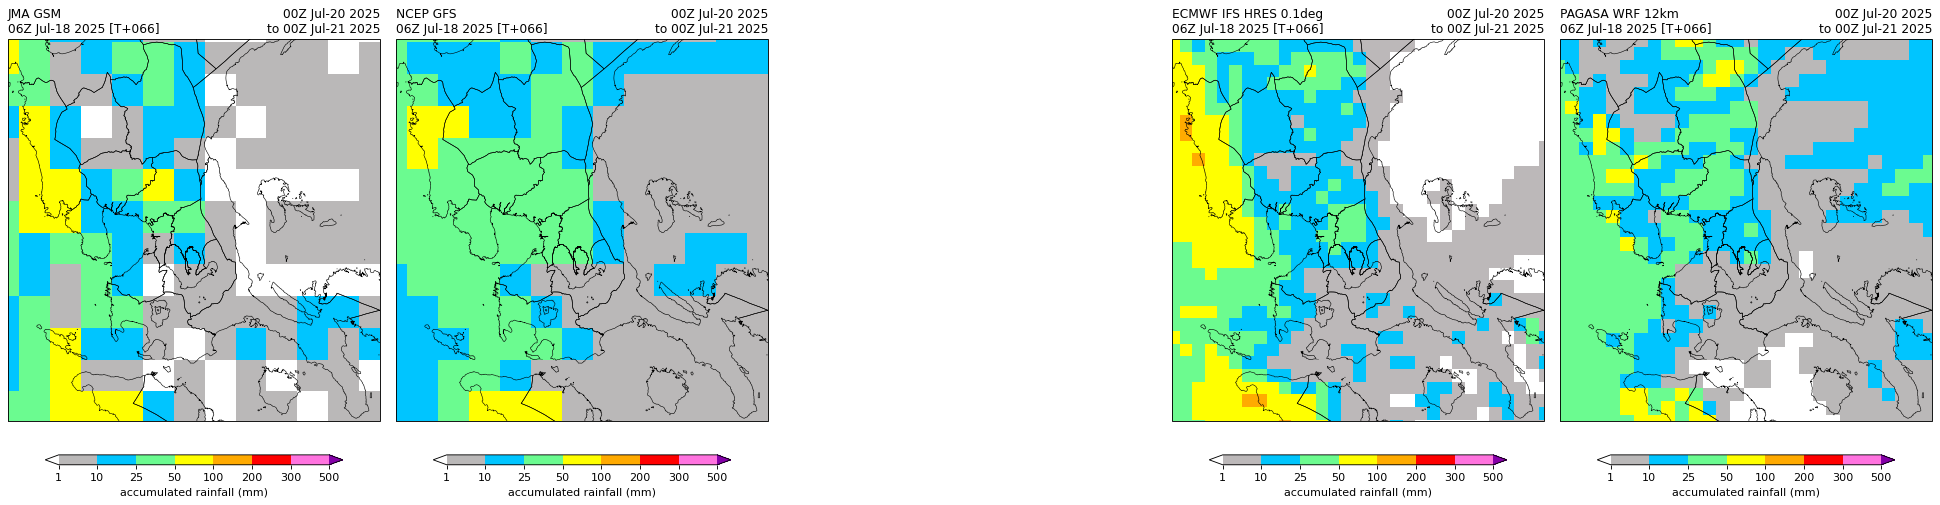 JMA GSM 00Z Jul-20 2025
06Z Jul-18 2025 [T+066] to 00Z Jul-21 2025
NCEP GFS 00Z Jul-20 2025
06Z Jul-18 2025 [T+066] to 00Z Jul-21 2025
ECMWF IFS HRES 0.1deg 00Z Jul-20 2025
06Z Jul-18 2025 [T+066] to 00Z Jul-21 2025
PAGASA WRF 12km 00Z Jul-20 2025
06Z Jul-18 2025 [T+066] to 00Z Jul-21 2025
1 10 25 50 100 200 300 500
accumulated rainfall (mm)
1 10 25 50 100 200 300 500
accumulated rainfall (mm)
1 10 25 50 100 200 300 500
accumulated rainfall (mm)
1 10 25 50 100 200 300 500
accumulated rainfall (mm)